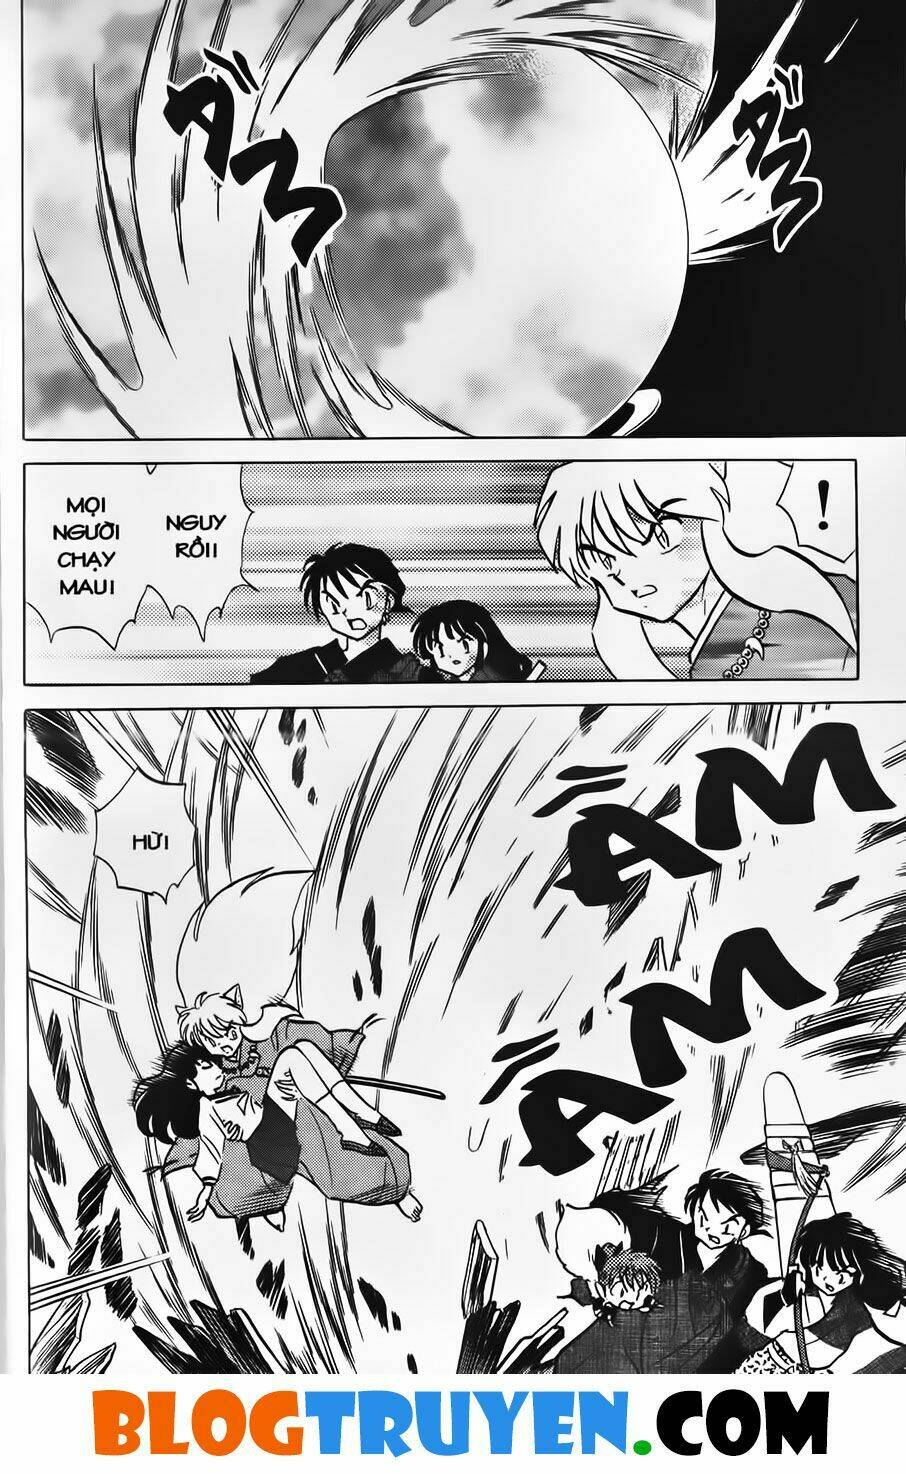 ẦM
ẦM
MỌI
NGƯỜI
CHẠY
MAU!
NGUY
RỒI!
!
HỪ!
ẦM
ẦM
BLOGTRUYEN.COM